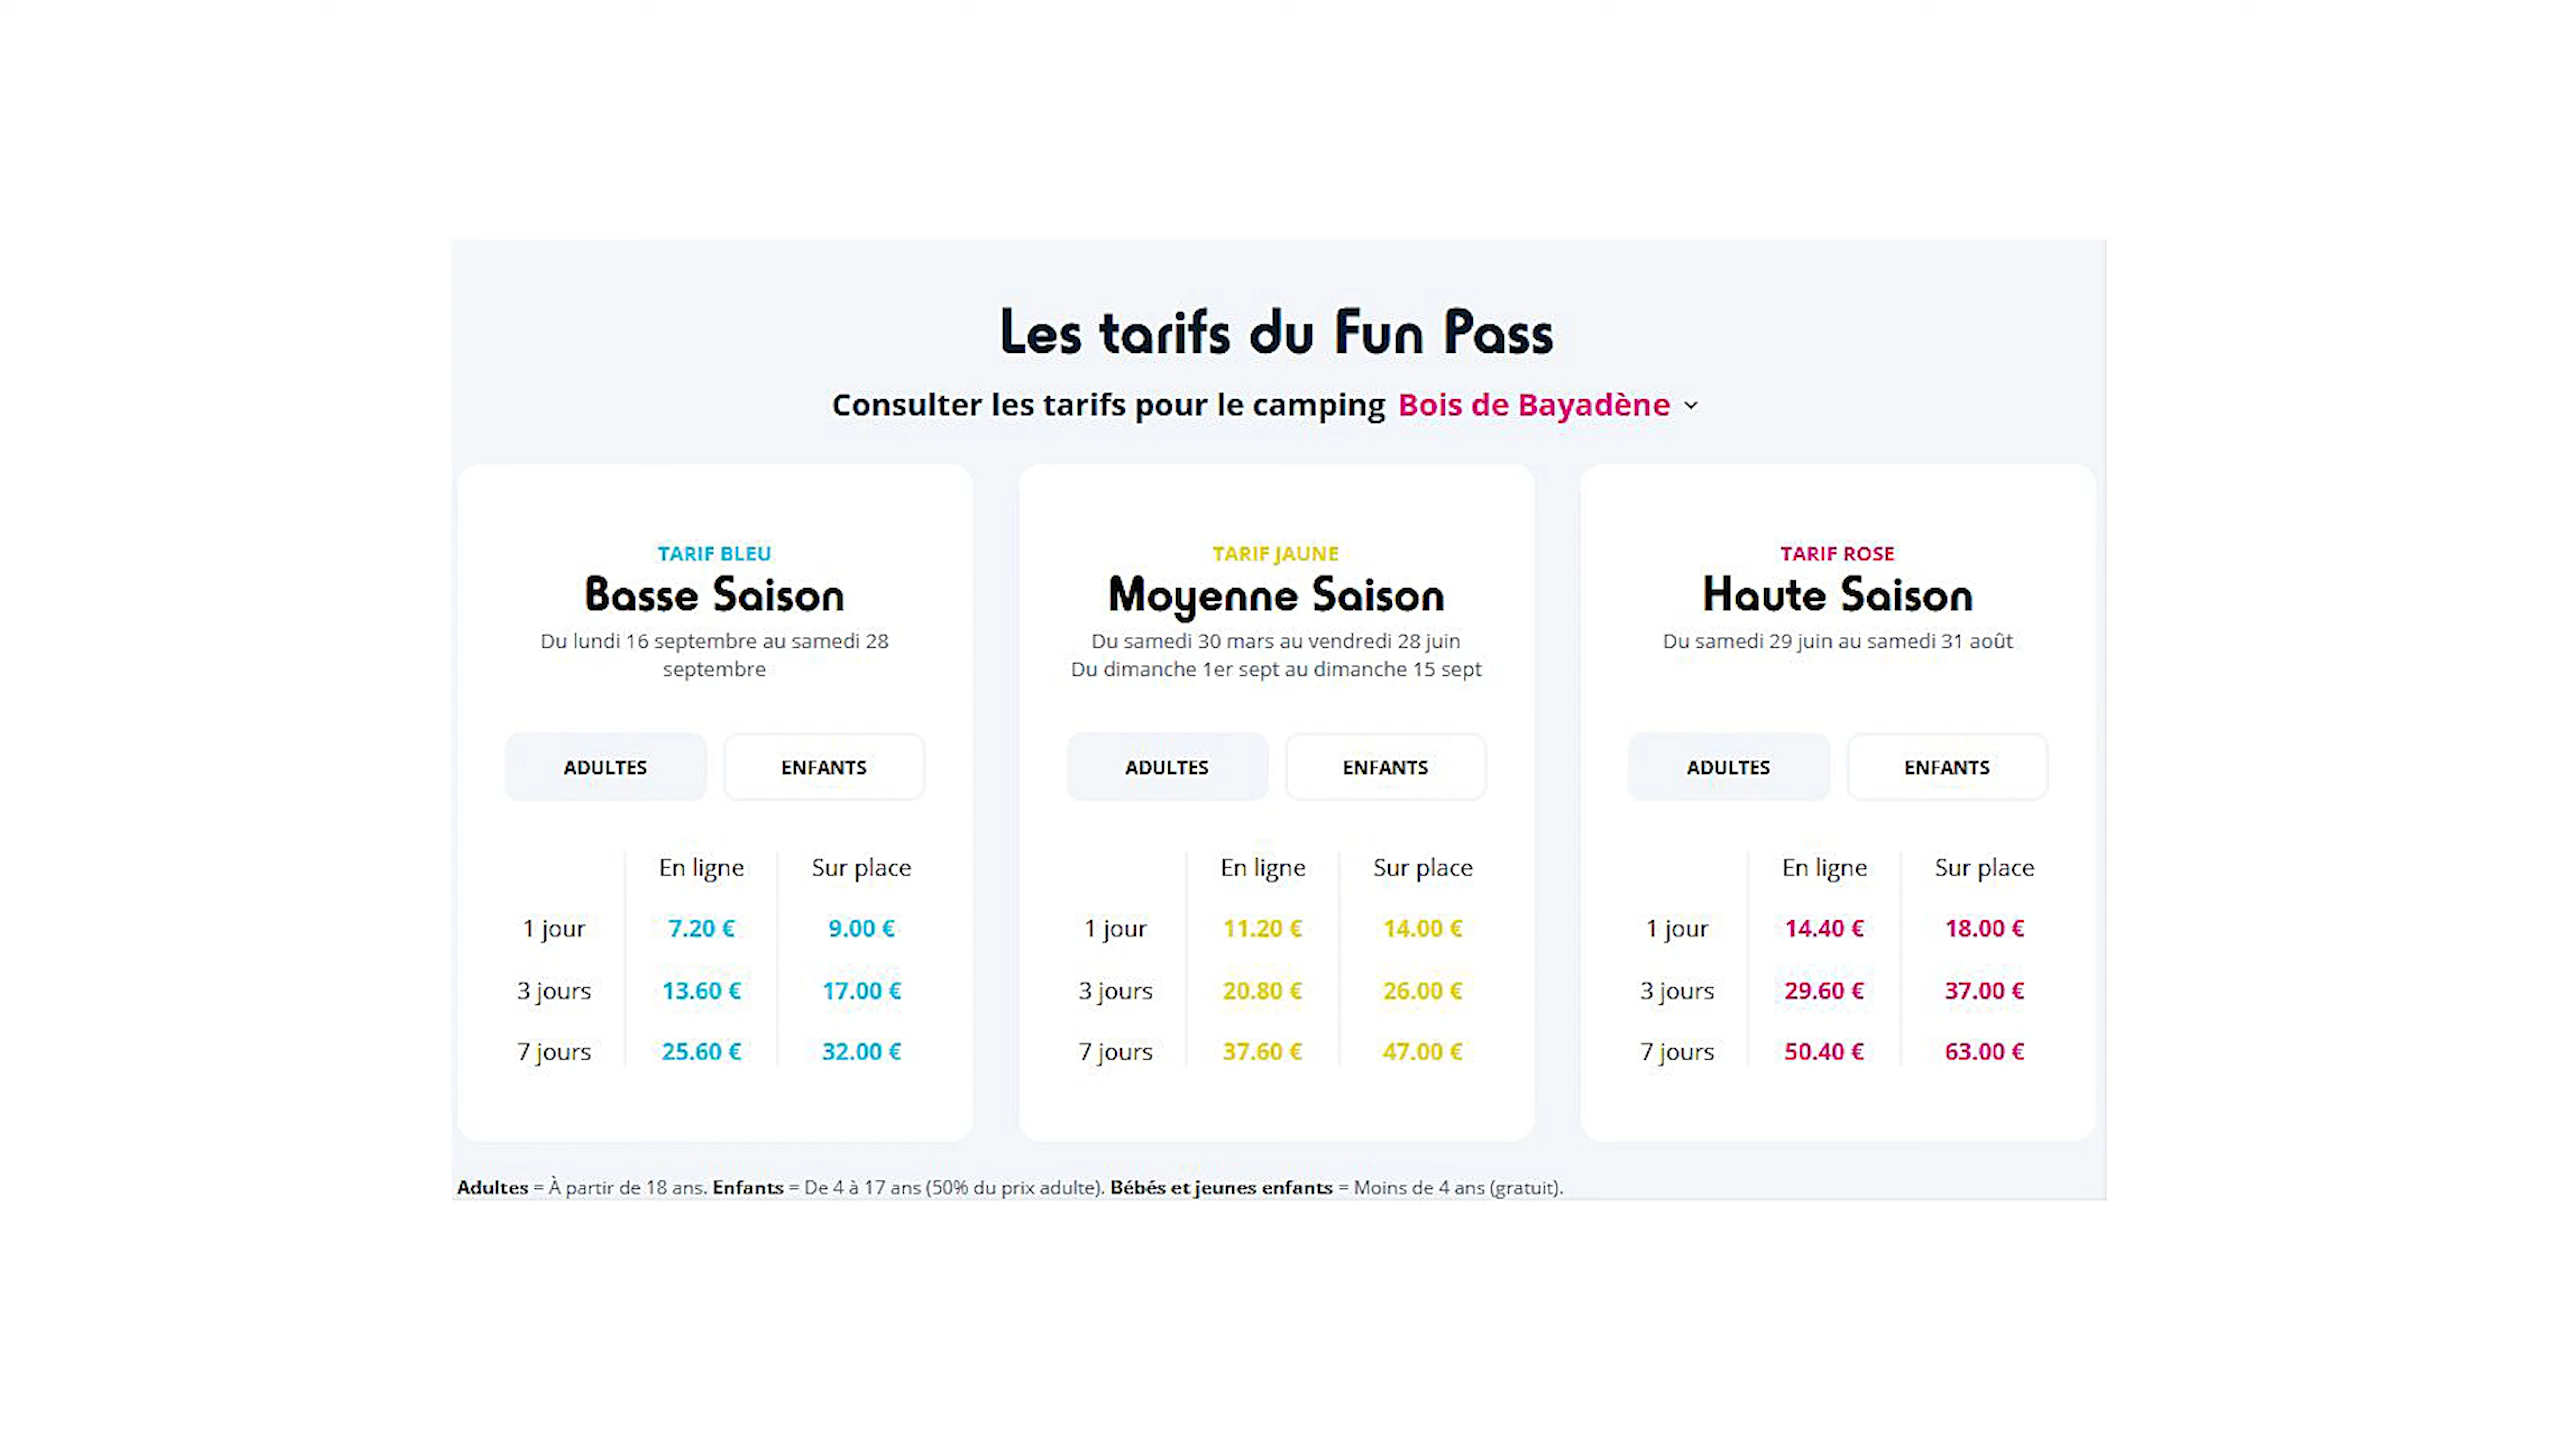 Les tarifs du Fun Pass
Consulter les tarifs pour le camping Bois de Bayadène
TARIF BLEU
Basse Saison
Du lundi 16 septembre au samedi 28
septembre
ADULTES ENFANTS
En ligne Sur place
1 jour 7.20 € 9.00 €
3 jours 13.60 € 17.00 €
7 jours 25.60 € 32.00 €
TARIF JAUNE
Moyenne Saison
Du samedi 30 mars au vendredi 28 juin
Du dimanche 1er sept au dimanche 15 sept
ADULTES ENFANTS
En ligne Sur place
1 jour 11.20 € 14.00 €
3 jours 20.80 € 26.00 €
7 jours 37.60 € 47.00 €
TARIF ROSE
Haute Saison
Du samedi 29 juin au samedi 31 août
ADULTES ENFANTS
En ligne Sur place
1 jour 14.40 € 18.00 €
3 jours 29.60 € 37.00 €
7 jours 50.40 € 63.00 €
Adultes = À partir de 18 ans. Enfants = De 4 à 17 ans (50% du prix adulte). Bébés et jeunes enfants = Moins de 4 ans (gratuit).